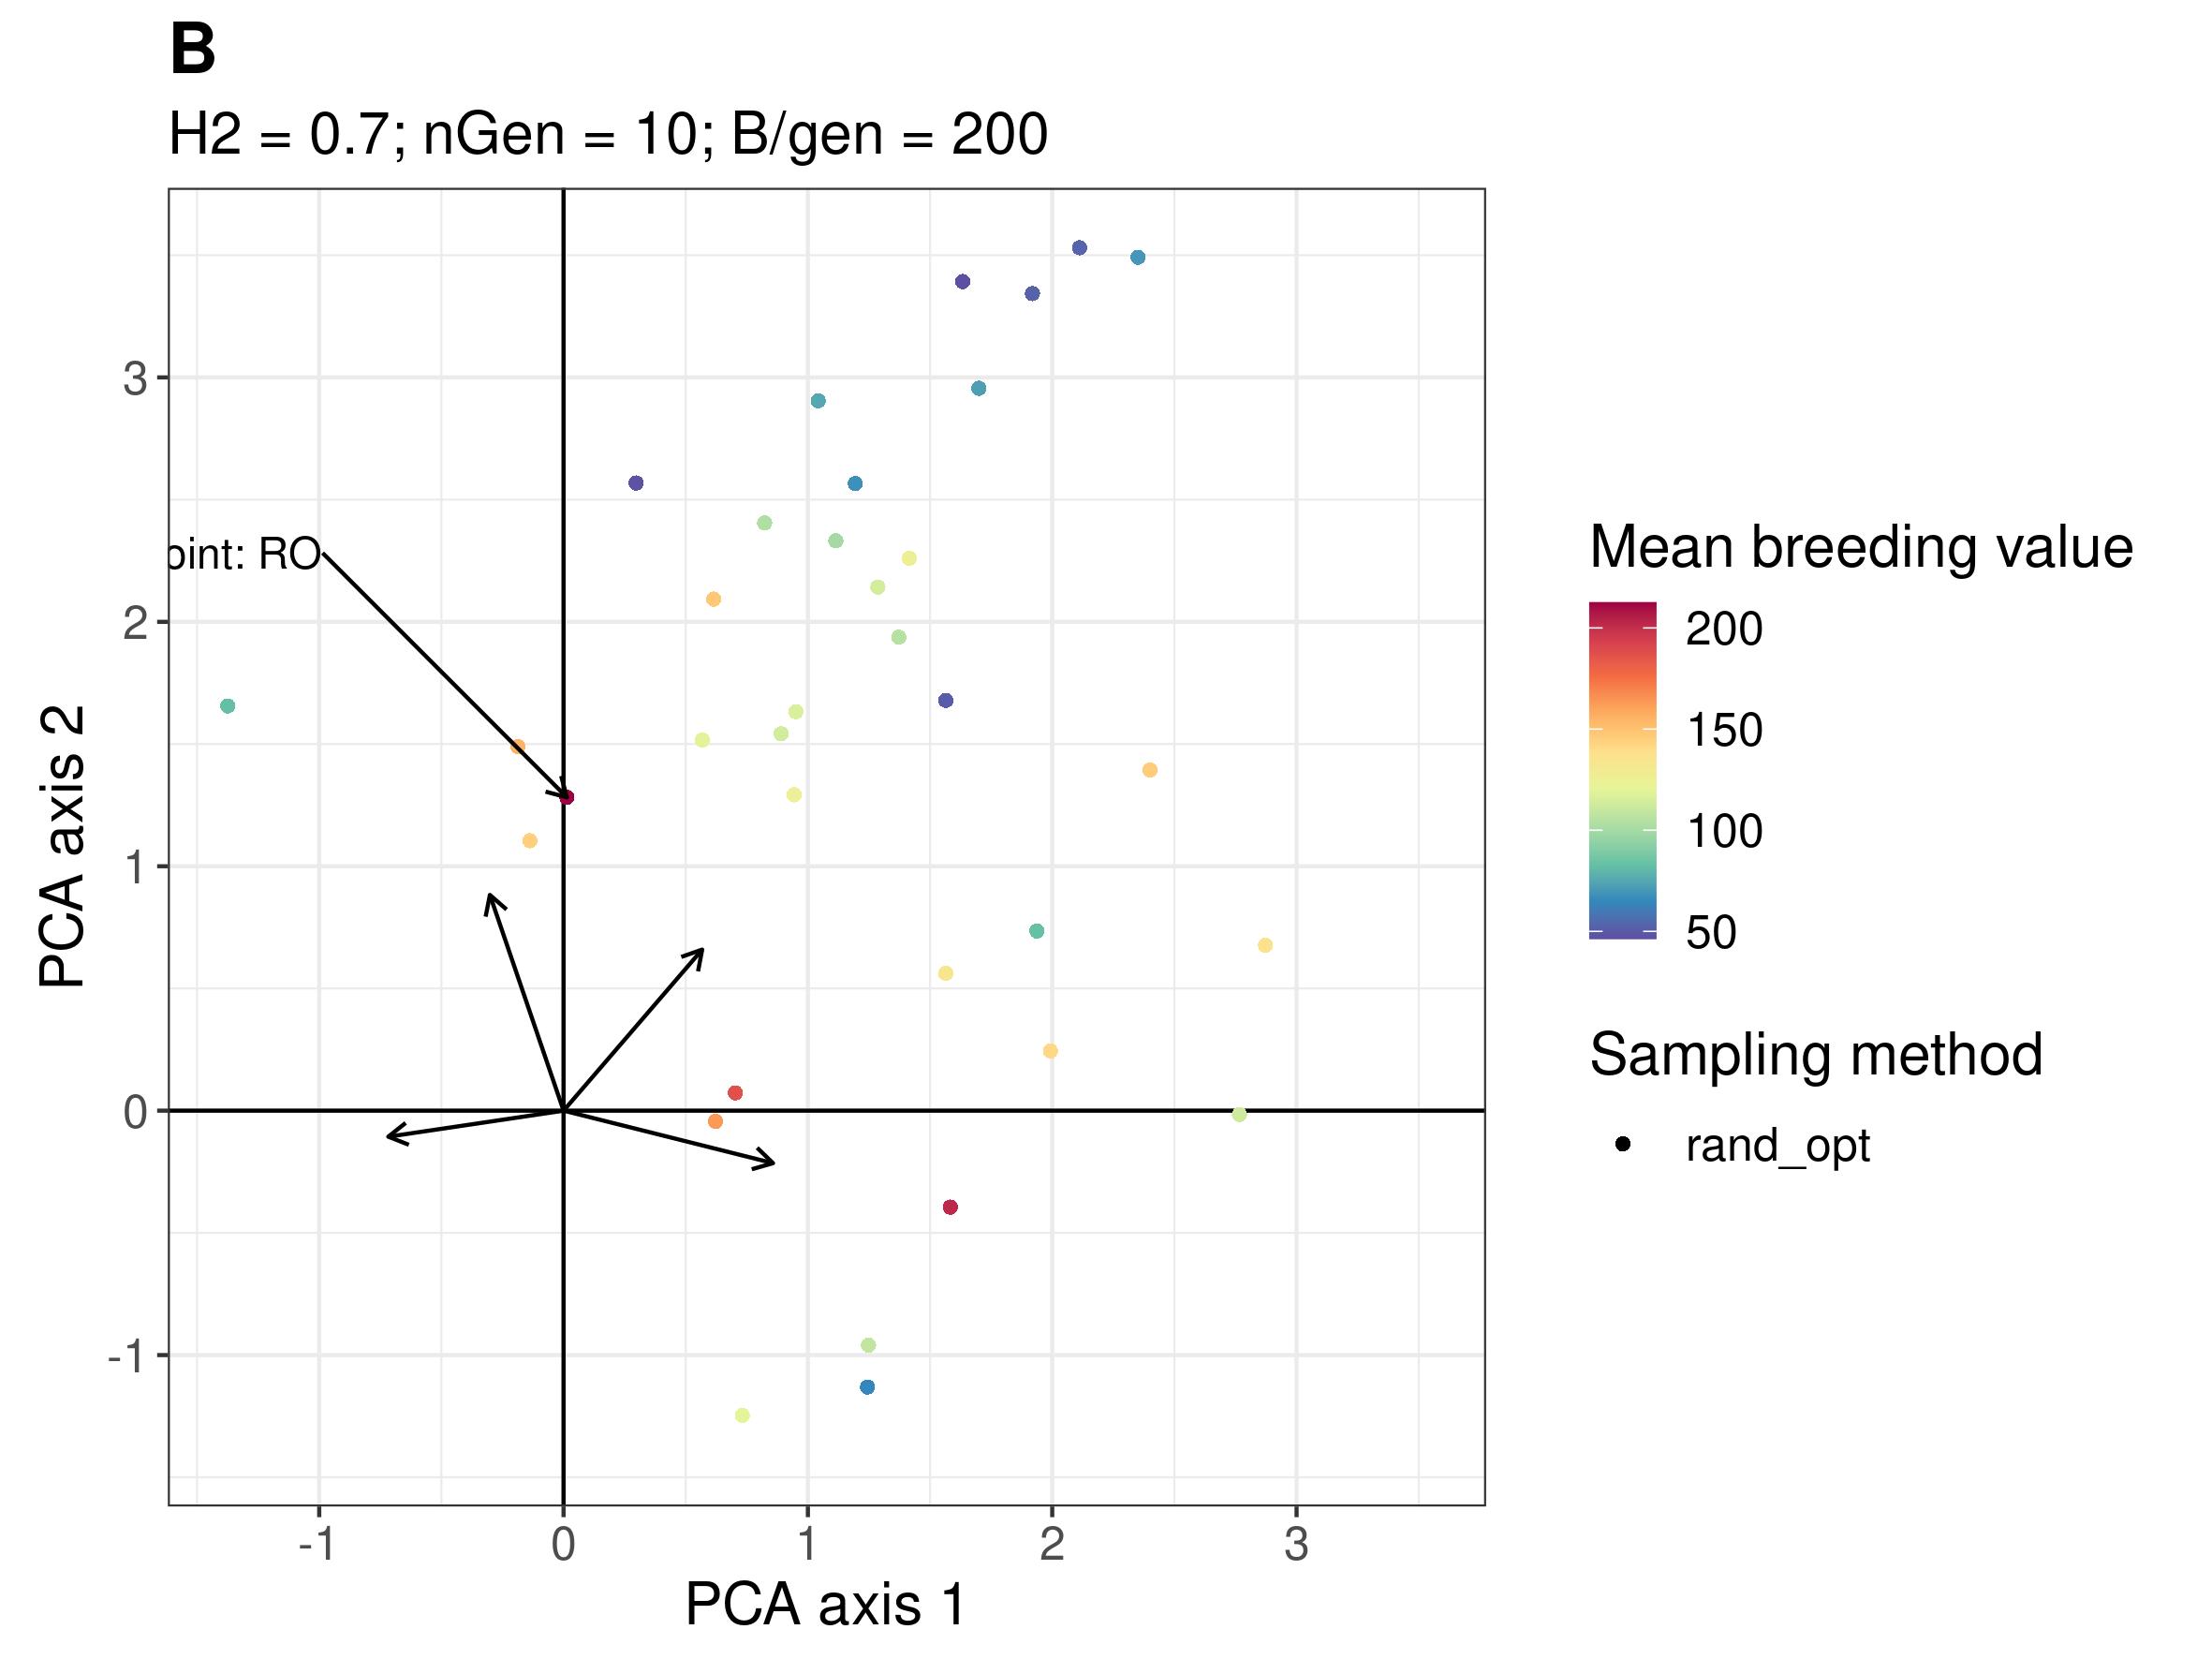 B
H2 = 0.7; nGen = 10; B/gen = 200
3
2
1
0
-1
oint: RO
-1
0
1
2
3
PCA axis 1
PCA axis 2
Mean breeding value
200
150
100
50
Sampling method
rand_opt